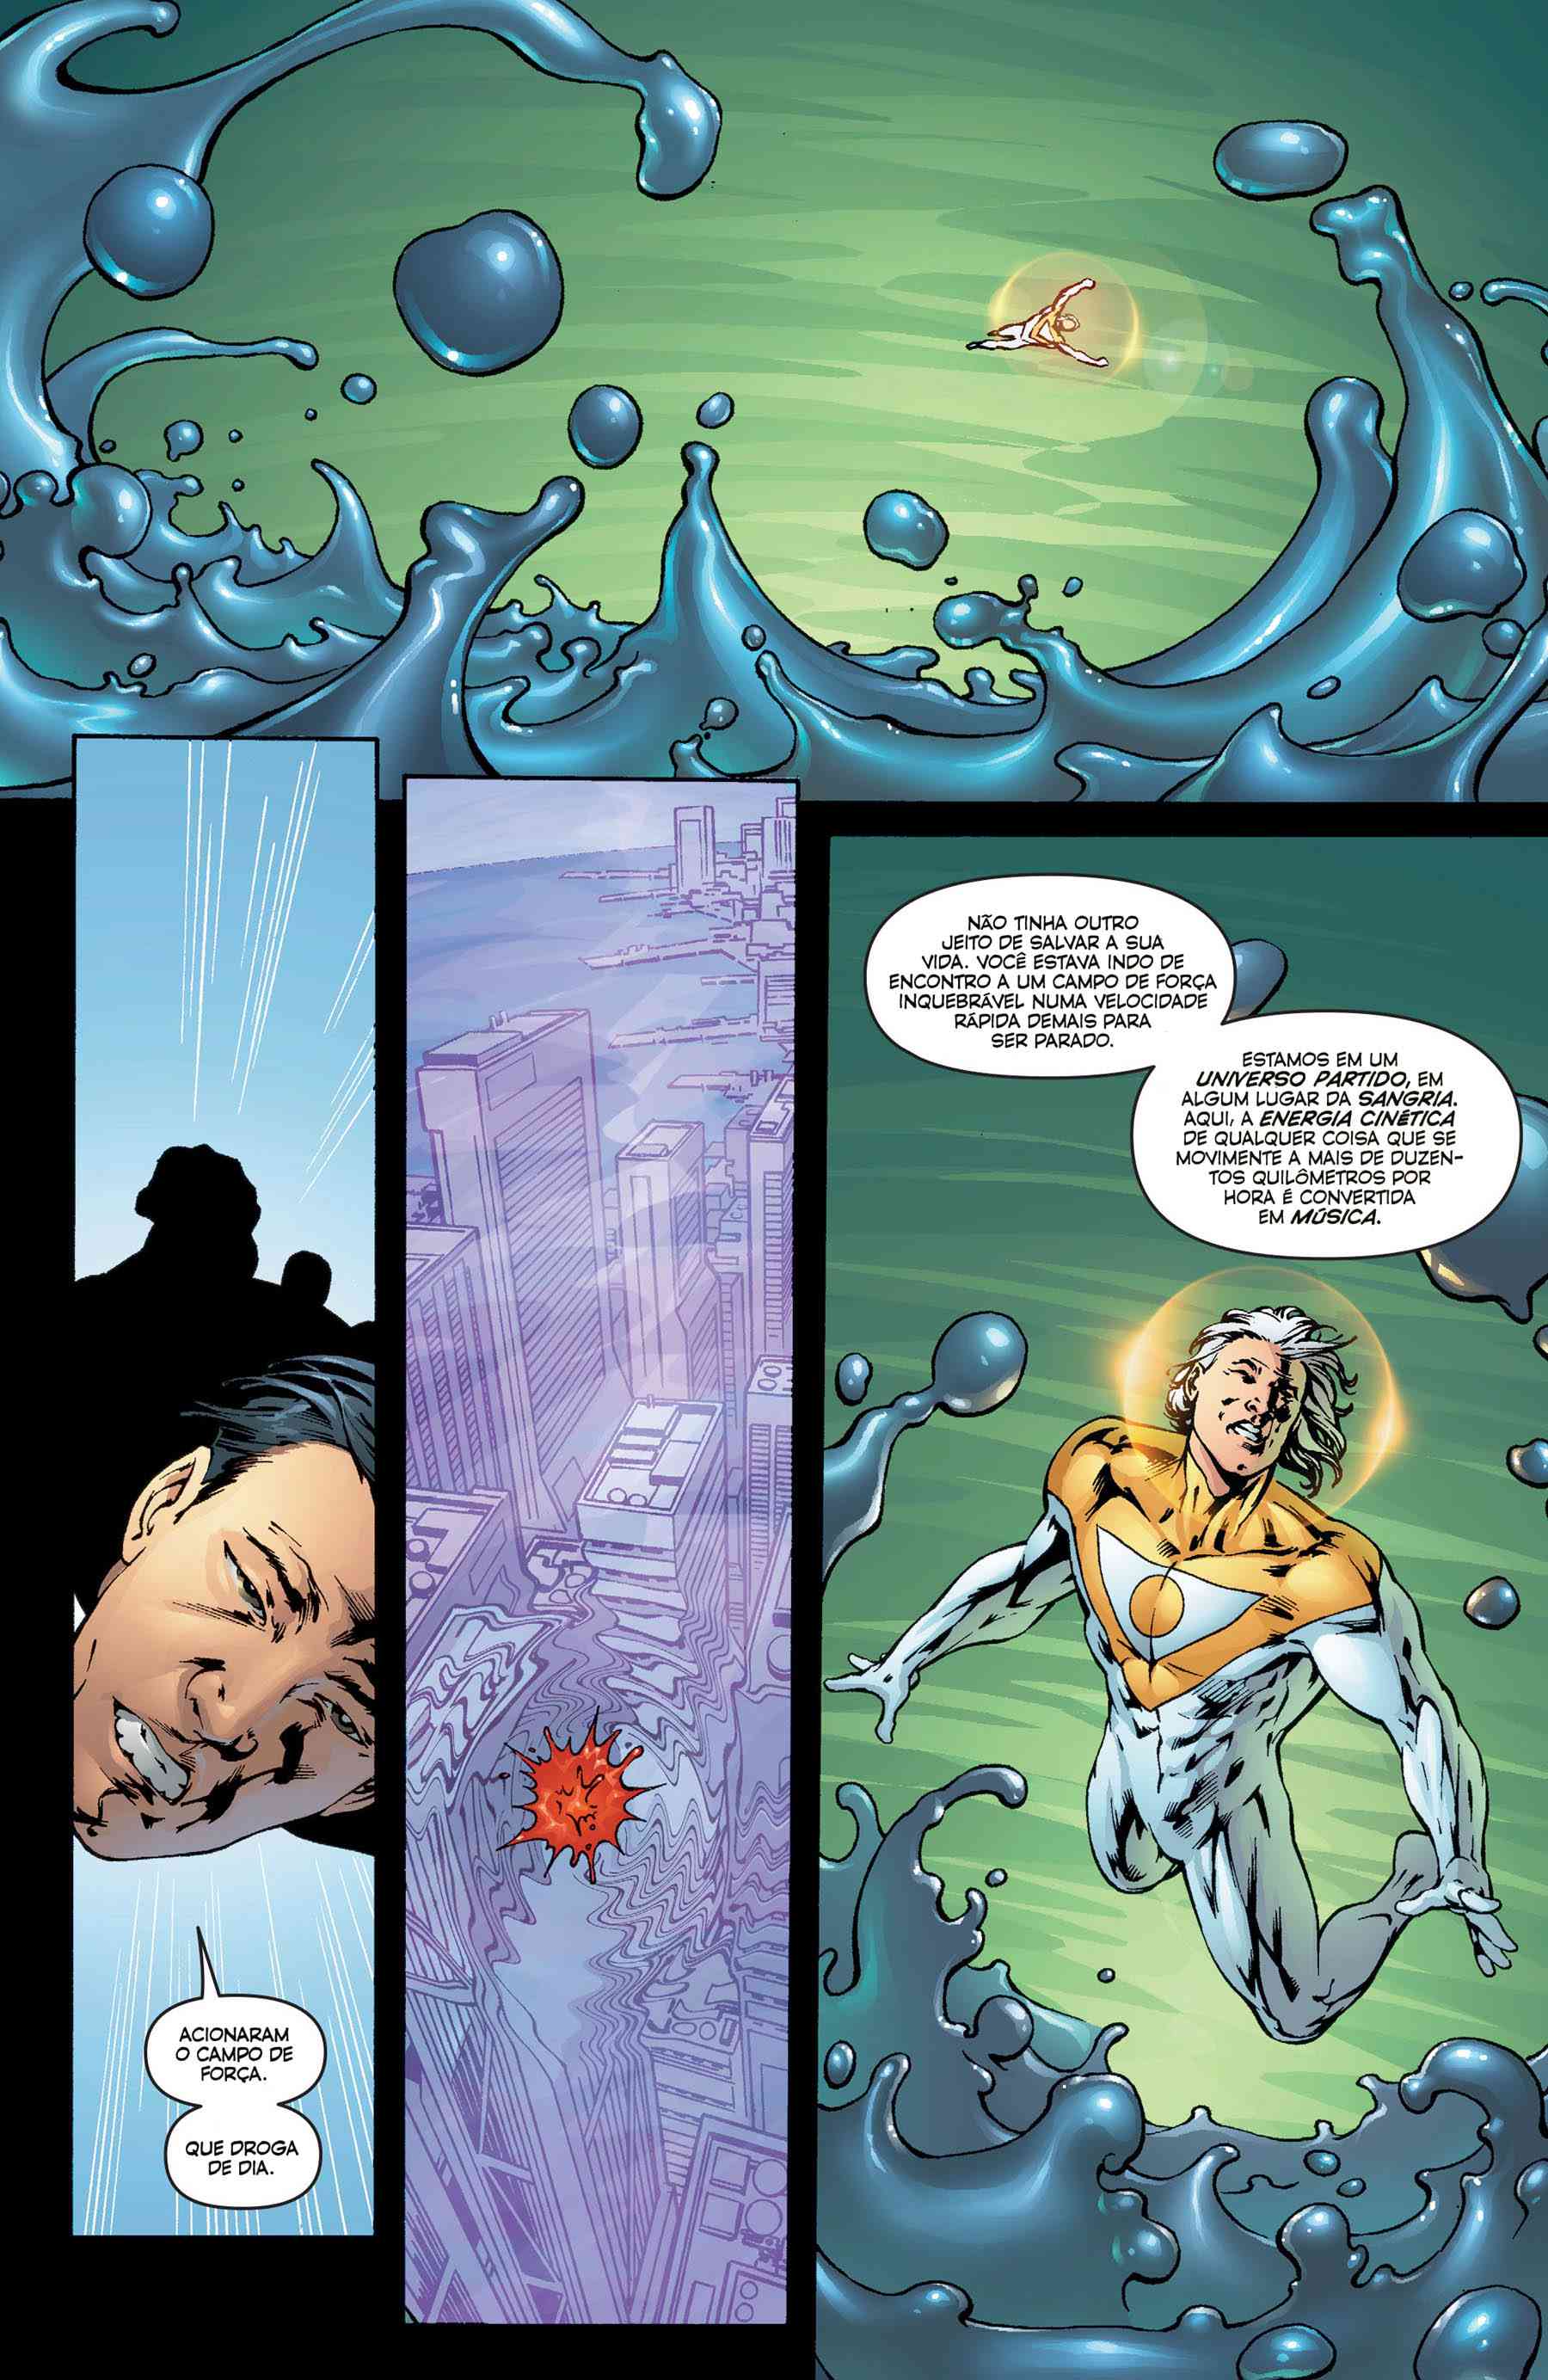 ACIONARAM
O CAMPO DE
FORÇA.
QUE DROGA
DE DIA.
NÃO TINHA OUTRO
JEITO DE SALVAR A SUA
VIDA. VOCÊ ESTAVA INDO DE
ENCONTRO A UM CAMPO DE FORÇA
INQUEBRÁVEL NUMA VELOCIDADE
RÁPIDA DEMAIS PARA
SER PARADO.
ESTAMOS EM UM
UNIVERSO PARTIDO, EM
ALGUM LUGAR DA SANGRIA.
AQUI, A ENERGIA CINÉTICA
DE QUALQUER COISA QUE SE
MOVIMENTE A MAIS DE DUZEN-
TOS QUILÔMETROS POR
HORA É CONVERTIDA
EM MÚSICA.